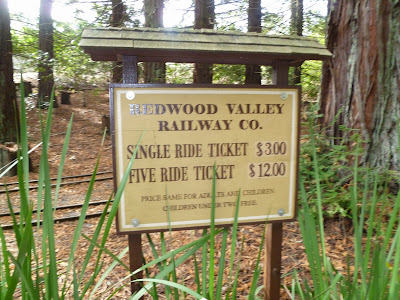 REDWOOD VALLEY
RAILWAY CO.
SINGLE RIDE TICKET $3.00
FIVE RIDE TICKET $12.00
PRICE SAME FOR ADULTS AND CHILDREN.
CHILDREN UNDER TWO FREE.